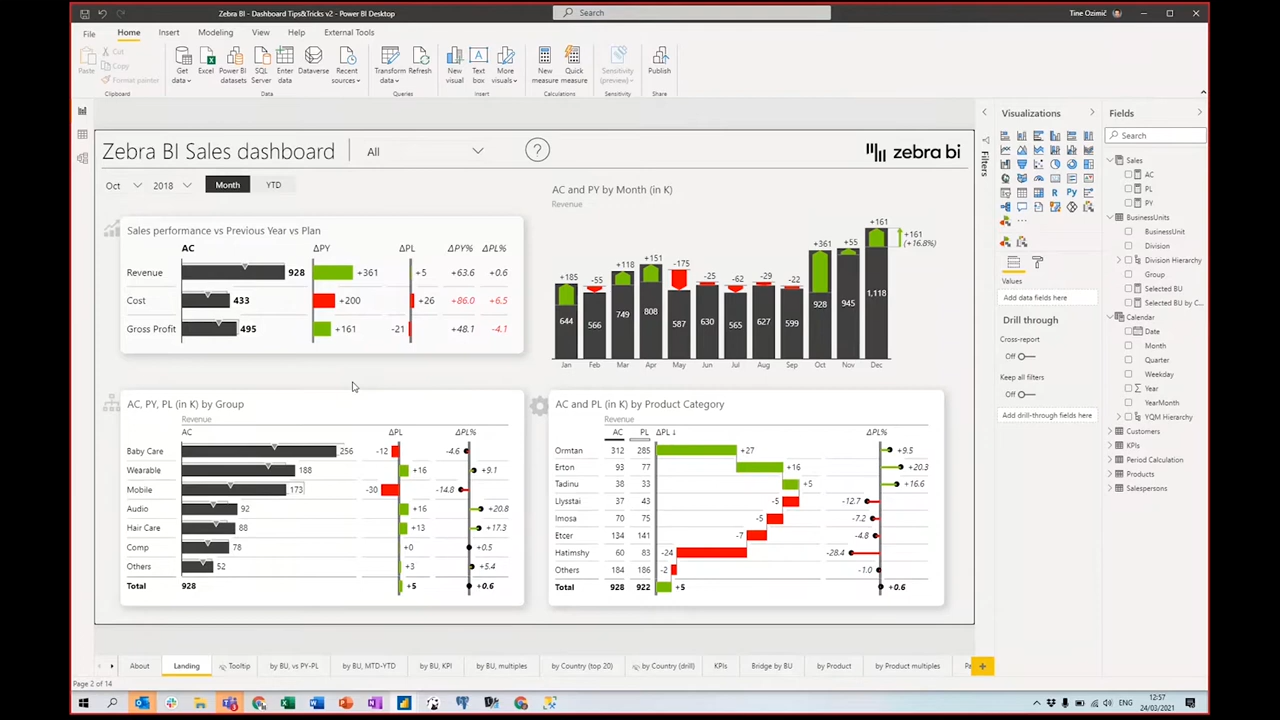 Zebra BI - Dashboard Tips&Tricks v2 - Power BI Desktop
Search
Tine Ozimič
File
Home
Insert
Modeling
View
Help
External Tools
Paste
Cut
Copy
Format painter
Clipboard
Get data
Excel
Power BI datasets
SQL Server
Enter data
Dataverse
Recent sources
Data
Transform data
Refresh
Queries
New visual
Text box
More visuals
Insert
New measure
Quick measure
Calculations
Sensitivity (preview)
Sensitivity
Publish
Share
Zebra BI Sales dashboard
All
?
zebra bi
Oct
2018
Month
YTD
Sales performance vs Previous Year vs Plan
AC ΔPY ΔPL ΔPY% ΔPL%
Revenue 928 +361 +5 +63.6 +0.6
Cost 433 +200 +26 +86.0 +6.5
Gross Profit 495 +161 -21 +48.1 -4.1
AC and PY by Month (in K)
Revenue
+185 -55 +118 +151 -175 -25 -62 -29 -22 +361 +55 +161
+161
(+16.8%)
644 566 749 808 587 630 565 627 599 928 945 1,118
Jan Feb Mar Apr May Jun Jul Aug Sep Oct Nov Dec
AC, PY, PL (in K) by Group
Revenue
AC ΔPL ΔPL%
Baby Care 256 -12 -4.6
Wearable 188 +16 +9.1
Mobile 173 -30 -14.8
Audio 92 +16 +20.8
Hair Care 88 +13 +17.3
Comp 78 +0 +0.5
Others 52 +3 +5.4
Total 928 +5 +0.6
AC and PL (in K) by Product Category
Revenue
AC PL ΔPL ↓ ΔPL%
Ormtan 312 285 +27 +9.5
Erton 93 77 +16 +20.3
Tadinu 38 33 +5 +16.6
Llysstai 37 43 -5 -12.7
Imosa 70 75 -5 -7.2
Etcer 134 141 -7 -4.8
Hatimshy 60 83 -24 -28.4
Others 184 186 -2 -1.0
Total 928 922 +5 +0.6
Filters
Visualizations
Values
Add data fields here
Drill through
Cross-report
Off
Keep all filters
Off
Add drill-through fields here
Fields
Search
Sales
AC
PL
PY
BusinessUnits
BusinessUnit
Division
Division Hierarchy
Group
Selected BU
Selected BU by C...
Calendar
Date
Month
Quarter
Weekday
Year
YearMonth
YQM Hierarchy
Customers
KPIs
Period Calculation
Products
Salespersons
About
Landing
Tooltip
by BU, vs PY-PL
by BU, MTD-YTD
by BU, KPI
by BU, multiples
by Country (top 20)
by Country (drill)
KPIs
Bridge by BU
by Product
by Product multiples
Pa
Page 2 of 14
ENG
12:57
24/03/2021